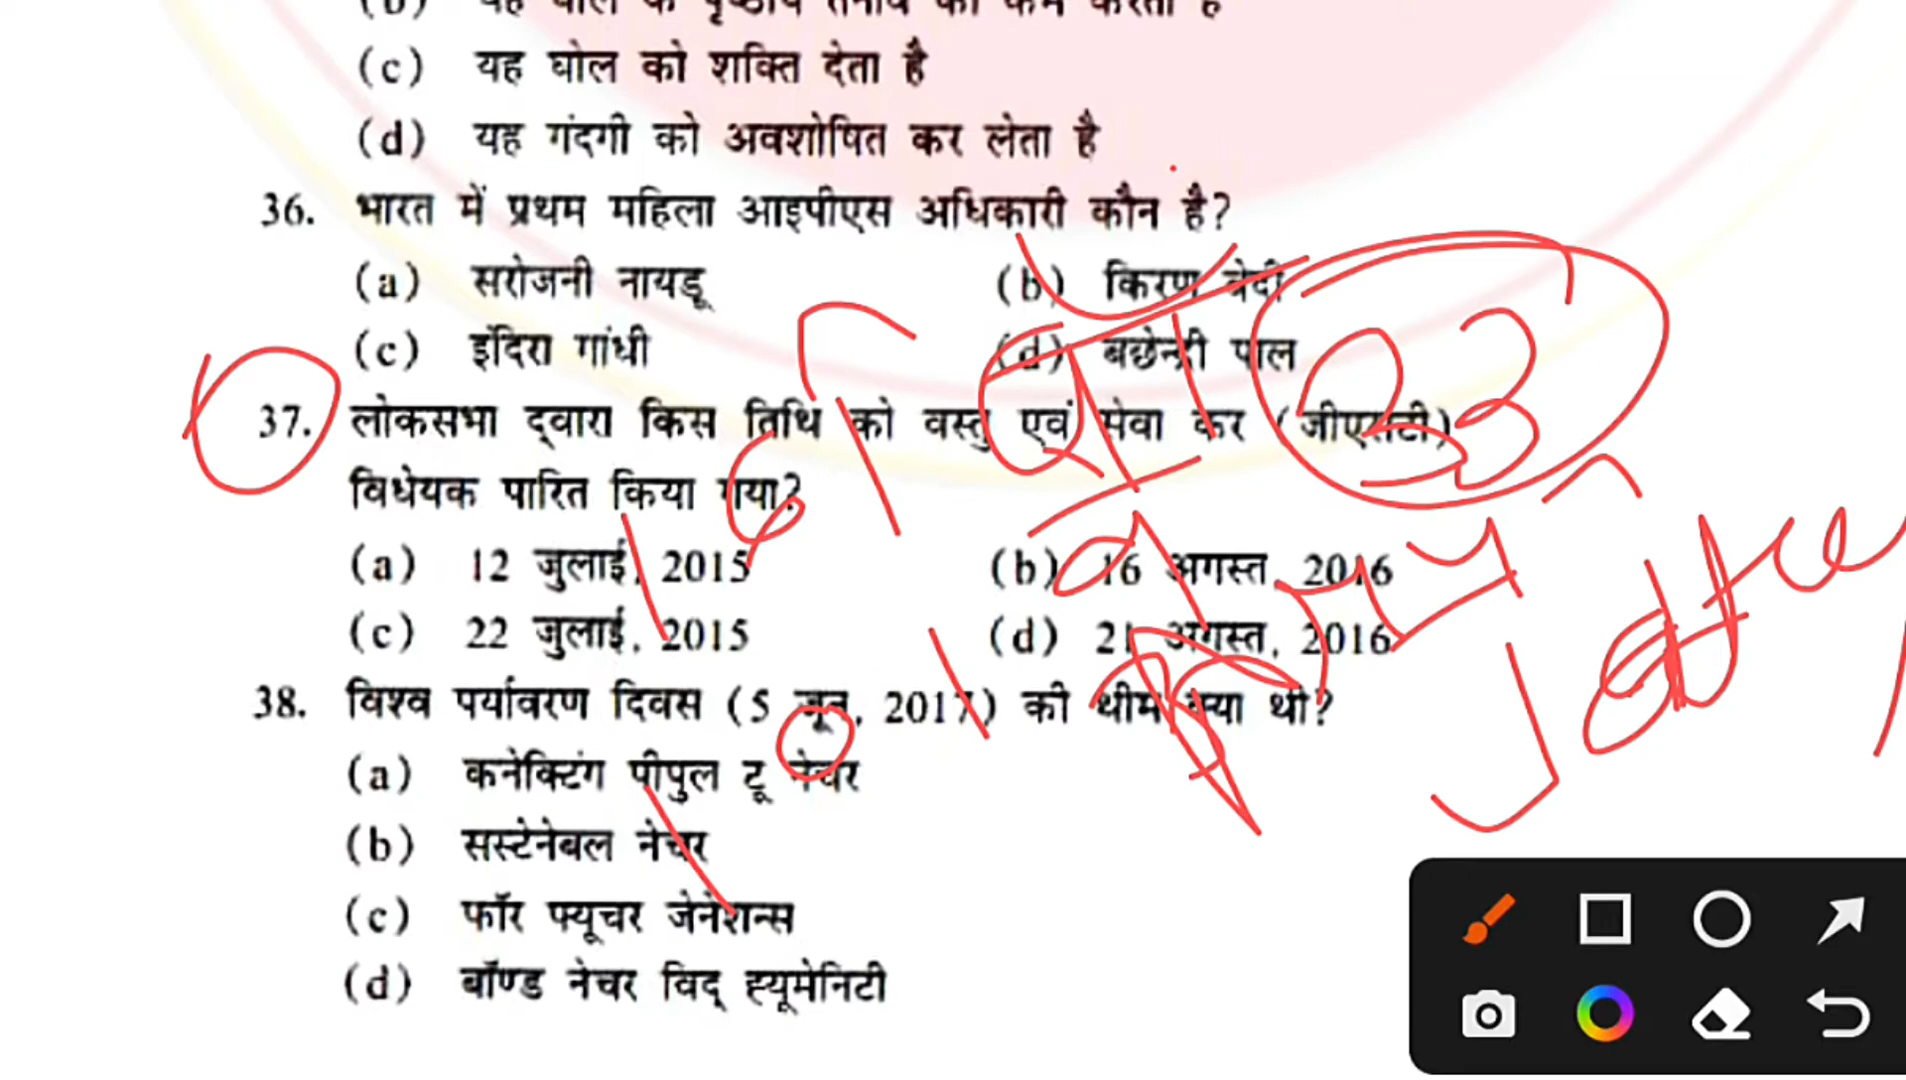 (c) यह घोल को शक्ति देता है
(d) यह गंदगी को अवशोषित कर लेता है
36. भारत में प्रथम महिला आइपीएस अधिकारी कौन है?
(a) सरोजनी नायडू (b) किरण बेदी
(c) इंदिरा गांधी (d) बछेन्द्री पाल
37. लोकसभा द्वारा किस तिथि को वस्तु एवं सेवा कर (जीएसटी)
विधेयक पारित किया गया?
(a) 12 जुलाई, 2015 (b) 16 अगस्त, 2016
(c) 22 जुलाई, 2015 (d) 21 अगस्त, 2016
38. विश्व पर्यावरण दिवस (5 जून, 2017) की थीम क्या थी?
(a) कनेक्टिंग पीपुल टू नेचर
(b) सस्टेनेबल नेचर
(c) फॉर फ्यूचर जेनेशन्स
(d) बॉण्ड नेचर विद् ह्यूमेनिटी
23